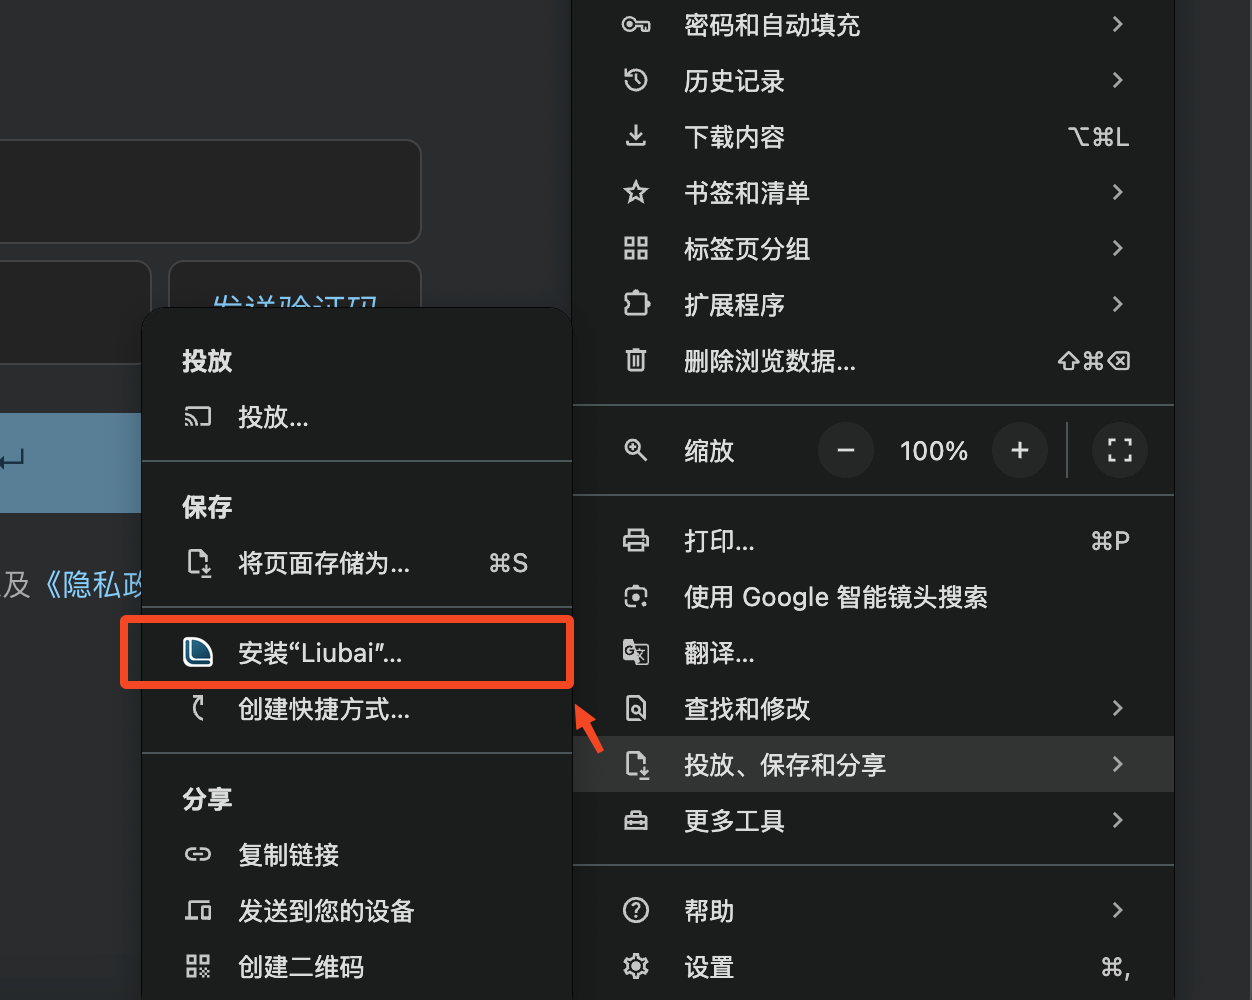 密码和自动填充
历史记录
下载内容 ⌥⌘L
书签和清单
标签页分组
扩展程序
删除浏览数据... ⇧⌘⌫
缩放 − 100% +
打印... ⌘P
使用 Google 智能镜头搜索
翻译...
查找和修改
投放、保存和分享
更多工具
帮助
设置 ⌘,
发送验证码
及《隐私政
投放
投放...
保存
将页面存储为... ⌘S
安装“Liubai”...
创建快捷方式...
分享
复制链接
发送到您的设备
创建二维码